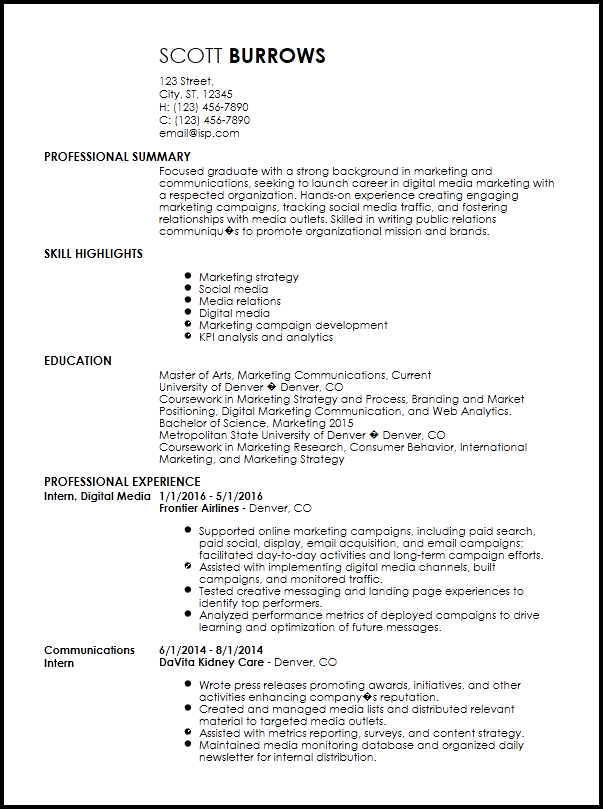 SCOTT BURROWS
123 Street,
City, ST, 12345
H: (123) 456-7890
C: (123) 456-7890
email@isp.com
PROFESSIONAL SUMMARY
Focused graduate with a strong background in marketing and
communications, seeking to launch career in digital media marketing with
a respected organization. Hands-on experience creating engaging
marketing campaigns, tracking social media traffic, and fostering
relationships with media outlets. Skilled in writing public relations
communiqu�s to promote organizational mission and brands.
SKILL HIGHLIGHTS
● Marketing strategy
● Social media
● Media relations
● Digital media
● Marketing campaign development
● KPI analysis and analytics
EDUCATION
Master of Arts, Marketing Communications, Current
University of Denver � Denver, CO
Coursework in Marketing Strategy and Process, Branding and Market
Positioning, Digital Marketing Communication, and Web Analytics.
Bachelor of Science, Marketing 2015
Metropolitan State University of Denver � Denver, CO
Coursework in Marketing Research, Consumer Behavior, International
Marketing, and Marketing Strategy
PROFESSIONAL EXPERIENCE
Intern, Digital Media 1/1/2016 - 5/1/2016
Frontier Airlines - Denver, CO
● Supported online marketing campaigns, including paid search,
paid social, display, email acquisition, and email campaigns;
facilitated day-to-day activities and long-term campaign efforts.
● Assisted with implementing digital media channels, built
campaigns, and monitored traffic.
● Tested creative messaging and landing page experiences to
identify top performers.
● Analyzed performance metrics of deployed campaigns to drive
learning and optimization of future messages.
Communications 6/1/2014 - 8/1/2014
Intern DaVita Kidney Care - Denver, CO
● Wrote press releases promoting awards, initiatives, and other
activities enhancing company�s reputation.
● Created and managed media lists and distributed relevant
material to targeted media outlets.
● Assisted with metrics reporting, surveys, and content strategy.
● Maintained media monitoring database and organized daily
newsletter for internal distribution.